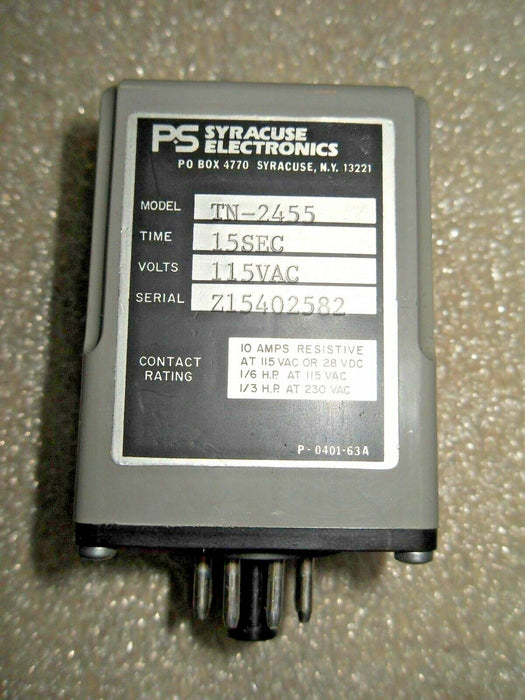 PS SYRACUSE
ELECTRONICS
PO BOX 4770 SYRACUSE, N.Y. 13221
MODEL TN-2455
TIME 15SEC
VOLTS 115VAC
SERIAL Z15402582
CONTACT
RATING
10 AMPS RESISTIVE
AT 115 VAC OR 28 VDC
1/6 H.P. AT 115 VAC
1/3 H.P. AT 230 VAC
P-0401-63A